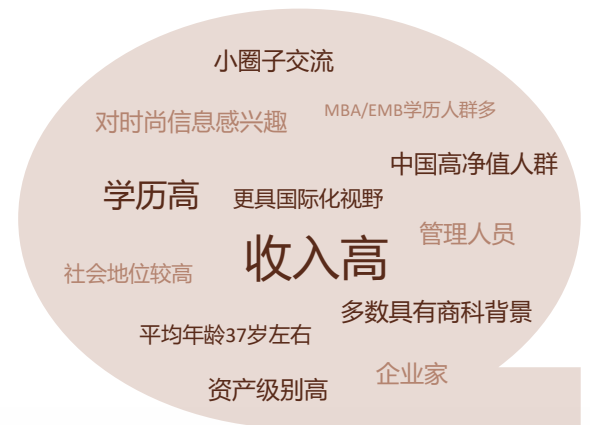 小圈子交流
对时尚信息感兴趣
MBA/EMB学历人群多
中国高净值人群
学历高
更具国际化视野
收入高
管理人员
社会地位较高
多数具有商科背景
平均年龄37岁左右
企业家
资产级别高